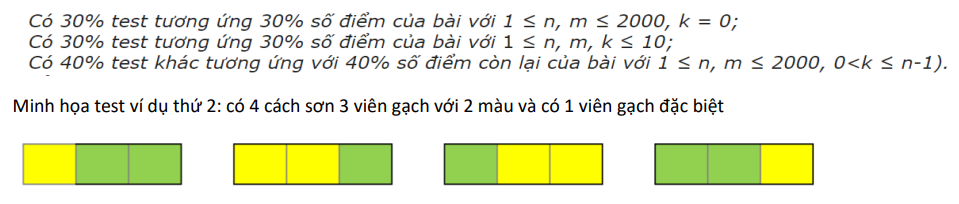 Có 30% test tương ứng 30% số điểm của bài với 1 ≤ n, m ≤ 2000, k = 0;
Có 30% test tương ứng 30% số điểm của bài với 1 ≤ n, m, k ≤ 10;
Có 40% test khác tương ứng với 40% số điểm còn lại của bài với 1 ≤ n, m ≤ 2000, 0<k ≤ n-1).
Minh họa test ví dụ thứ 2: có 4 cách sơn 3 viên gạch với 2 màu và có 1 viên gạch đặc biệt